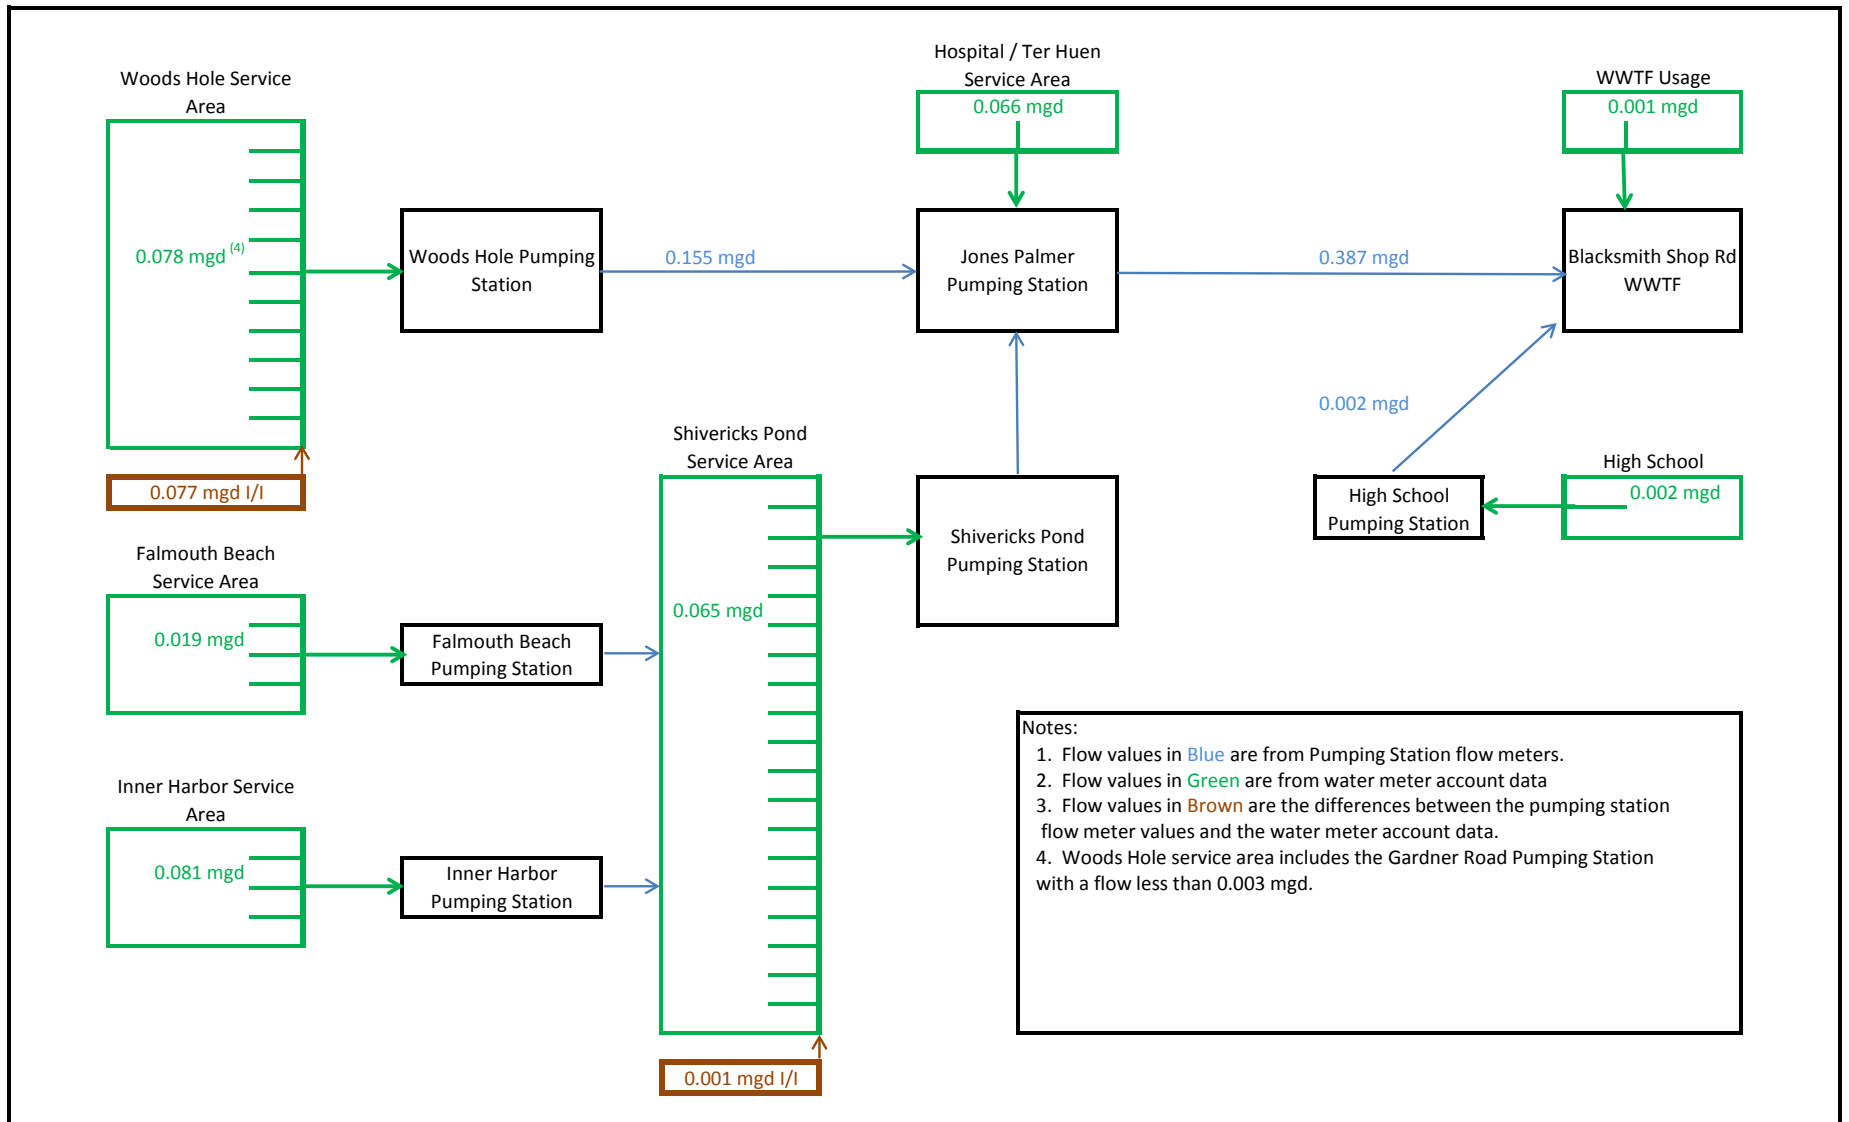 Woods Hole Service
Area
0.078 mgd (4)
0.077 mgd I/I
Woods Hole Pumping
Station
0.155 mgd
Hospital / Ter Huen
Service Area
0.066 mgd
Jones Palmer
Pumping Station
0.387 mgd
WWTF Usage
0.001 mgd
Blacksmith Shop Rd
WWTF
0.002 mgd
High School
0.002 mgd
High School
Pumping Station
Falmouth Beach
Service Area
0.019 mgd
Falmouth Beach
Pumping Station
Shivericks Pond
Service Area
0.065 mgd
Shivericks Pond
Pumping Station
Inner Harbor Service
Area
0.081 mgd
Inner Harbor
Pumping Station
0.001 mgd I/I
Notes:
1. Flow values in Blue are from Pumping Station flow meters.
2. Flow values in Green are from water meter account data
3. Flow values in Brown are the differences between the pumping station
flow meter values and the water meter account data.
4. Woods Hole service area includes the Gardner Road Pumping Station
with a flow less than 0.003 mgd.